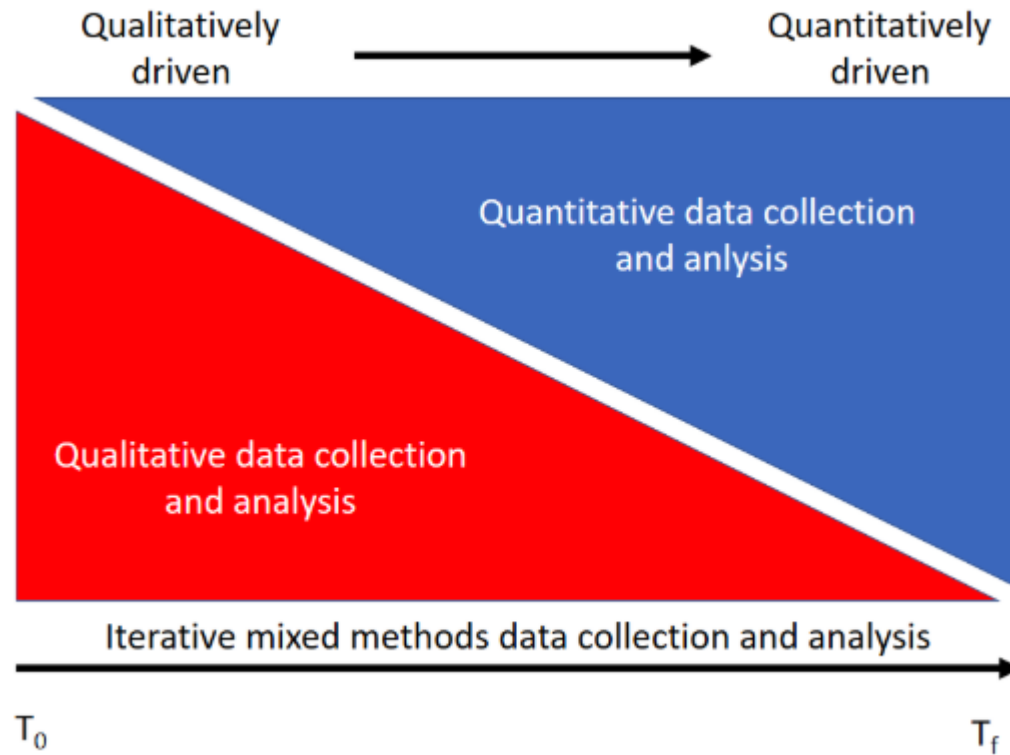 Qualitatively
driven
Quantitatively
driven
Quantitative data collection
and anlysis
Qualitative data collection
and analysis
Iterative mixed methods data collection and analysis
T₀
T_f